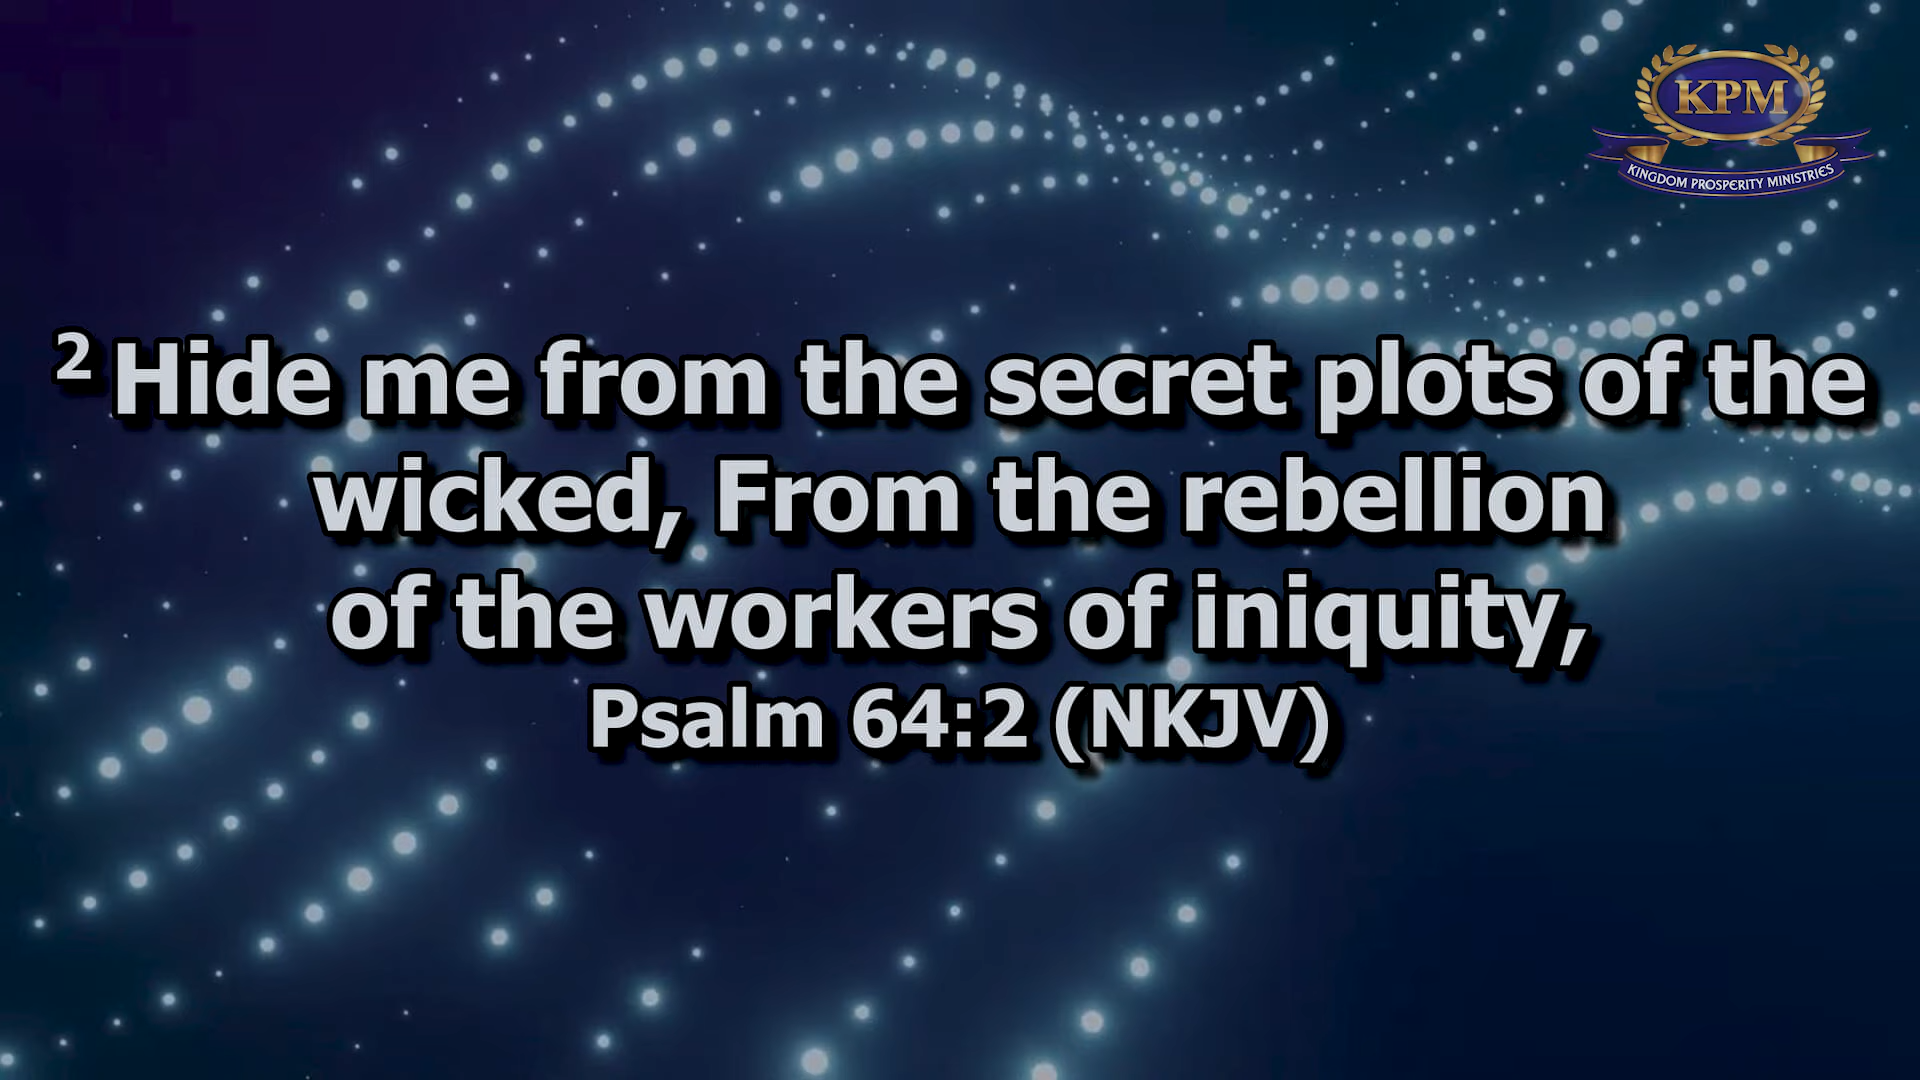 KPM
KINGDOM PROSPERITY MINISTRIES
2 Hide me from the secret plots of the
wicked, From the rebellion
of the workers of iniquity,
Psalm 64:2 (NKJV)